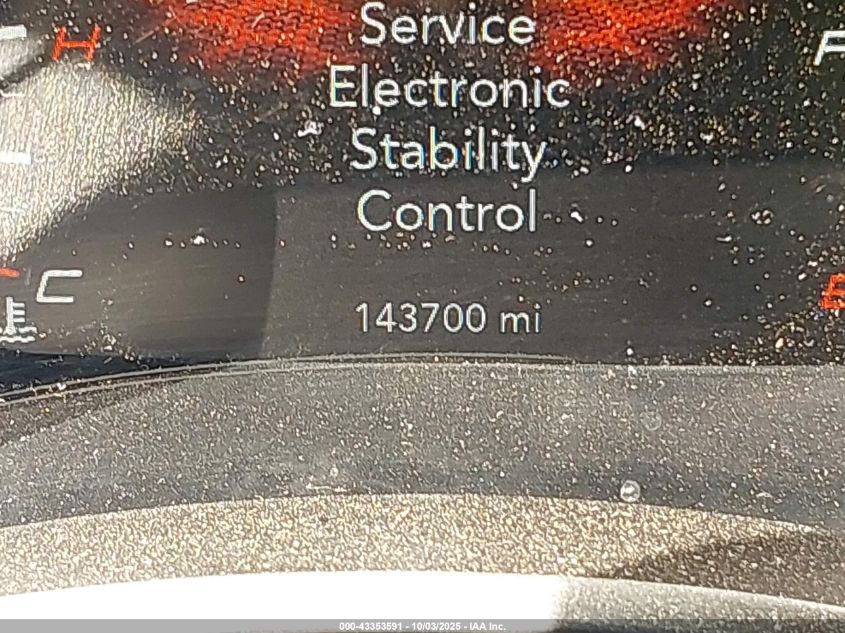 Service
H
F
Electronic
Stability
Control
C
E
143700 mi
000-43353591 - 10/03/2025 - IAA Inc.